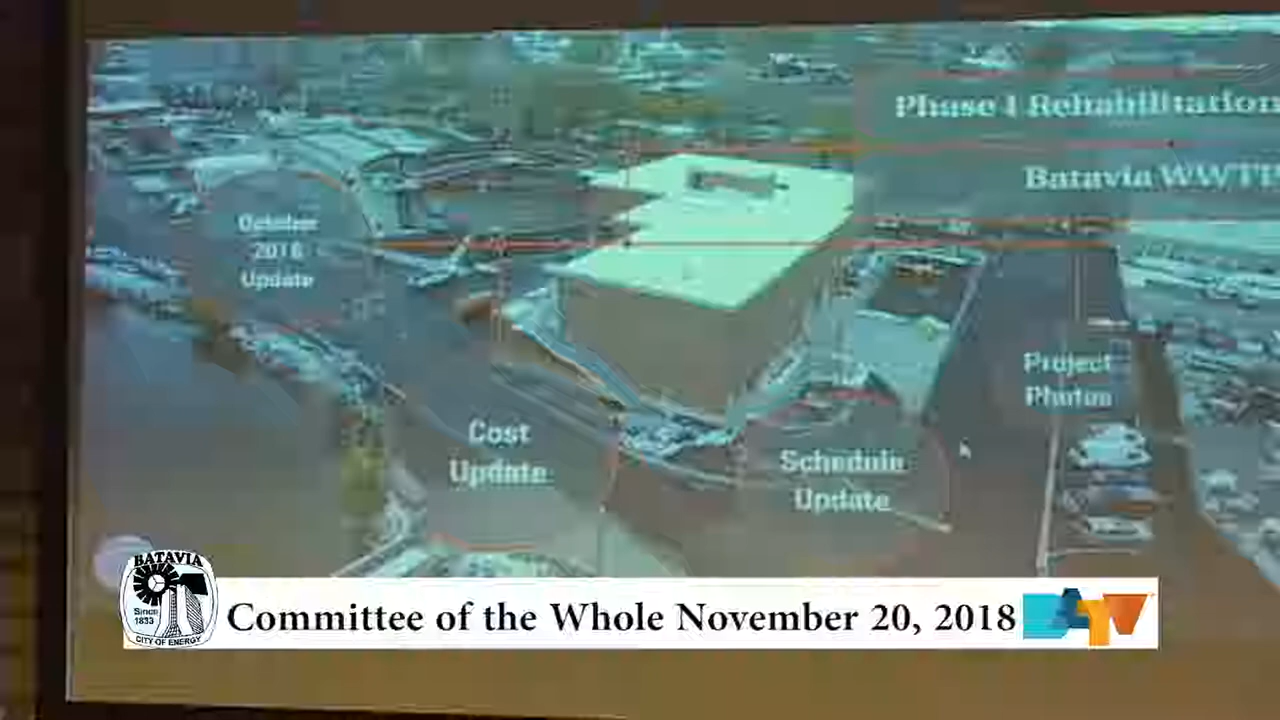 Phase I Rehabilitation
Batavia WWTP
October
2018
Update
Project
Photos
Cost
Update
Schedule
Update
BATAVIA
Since
1833
CITY OF ENERGY
Committee of the Whole November 20, 2018
BATV